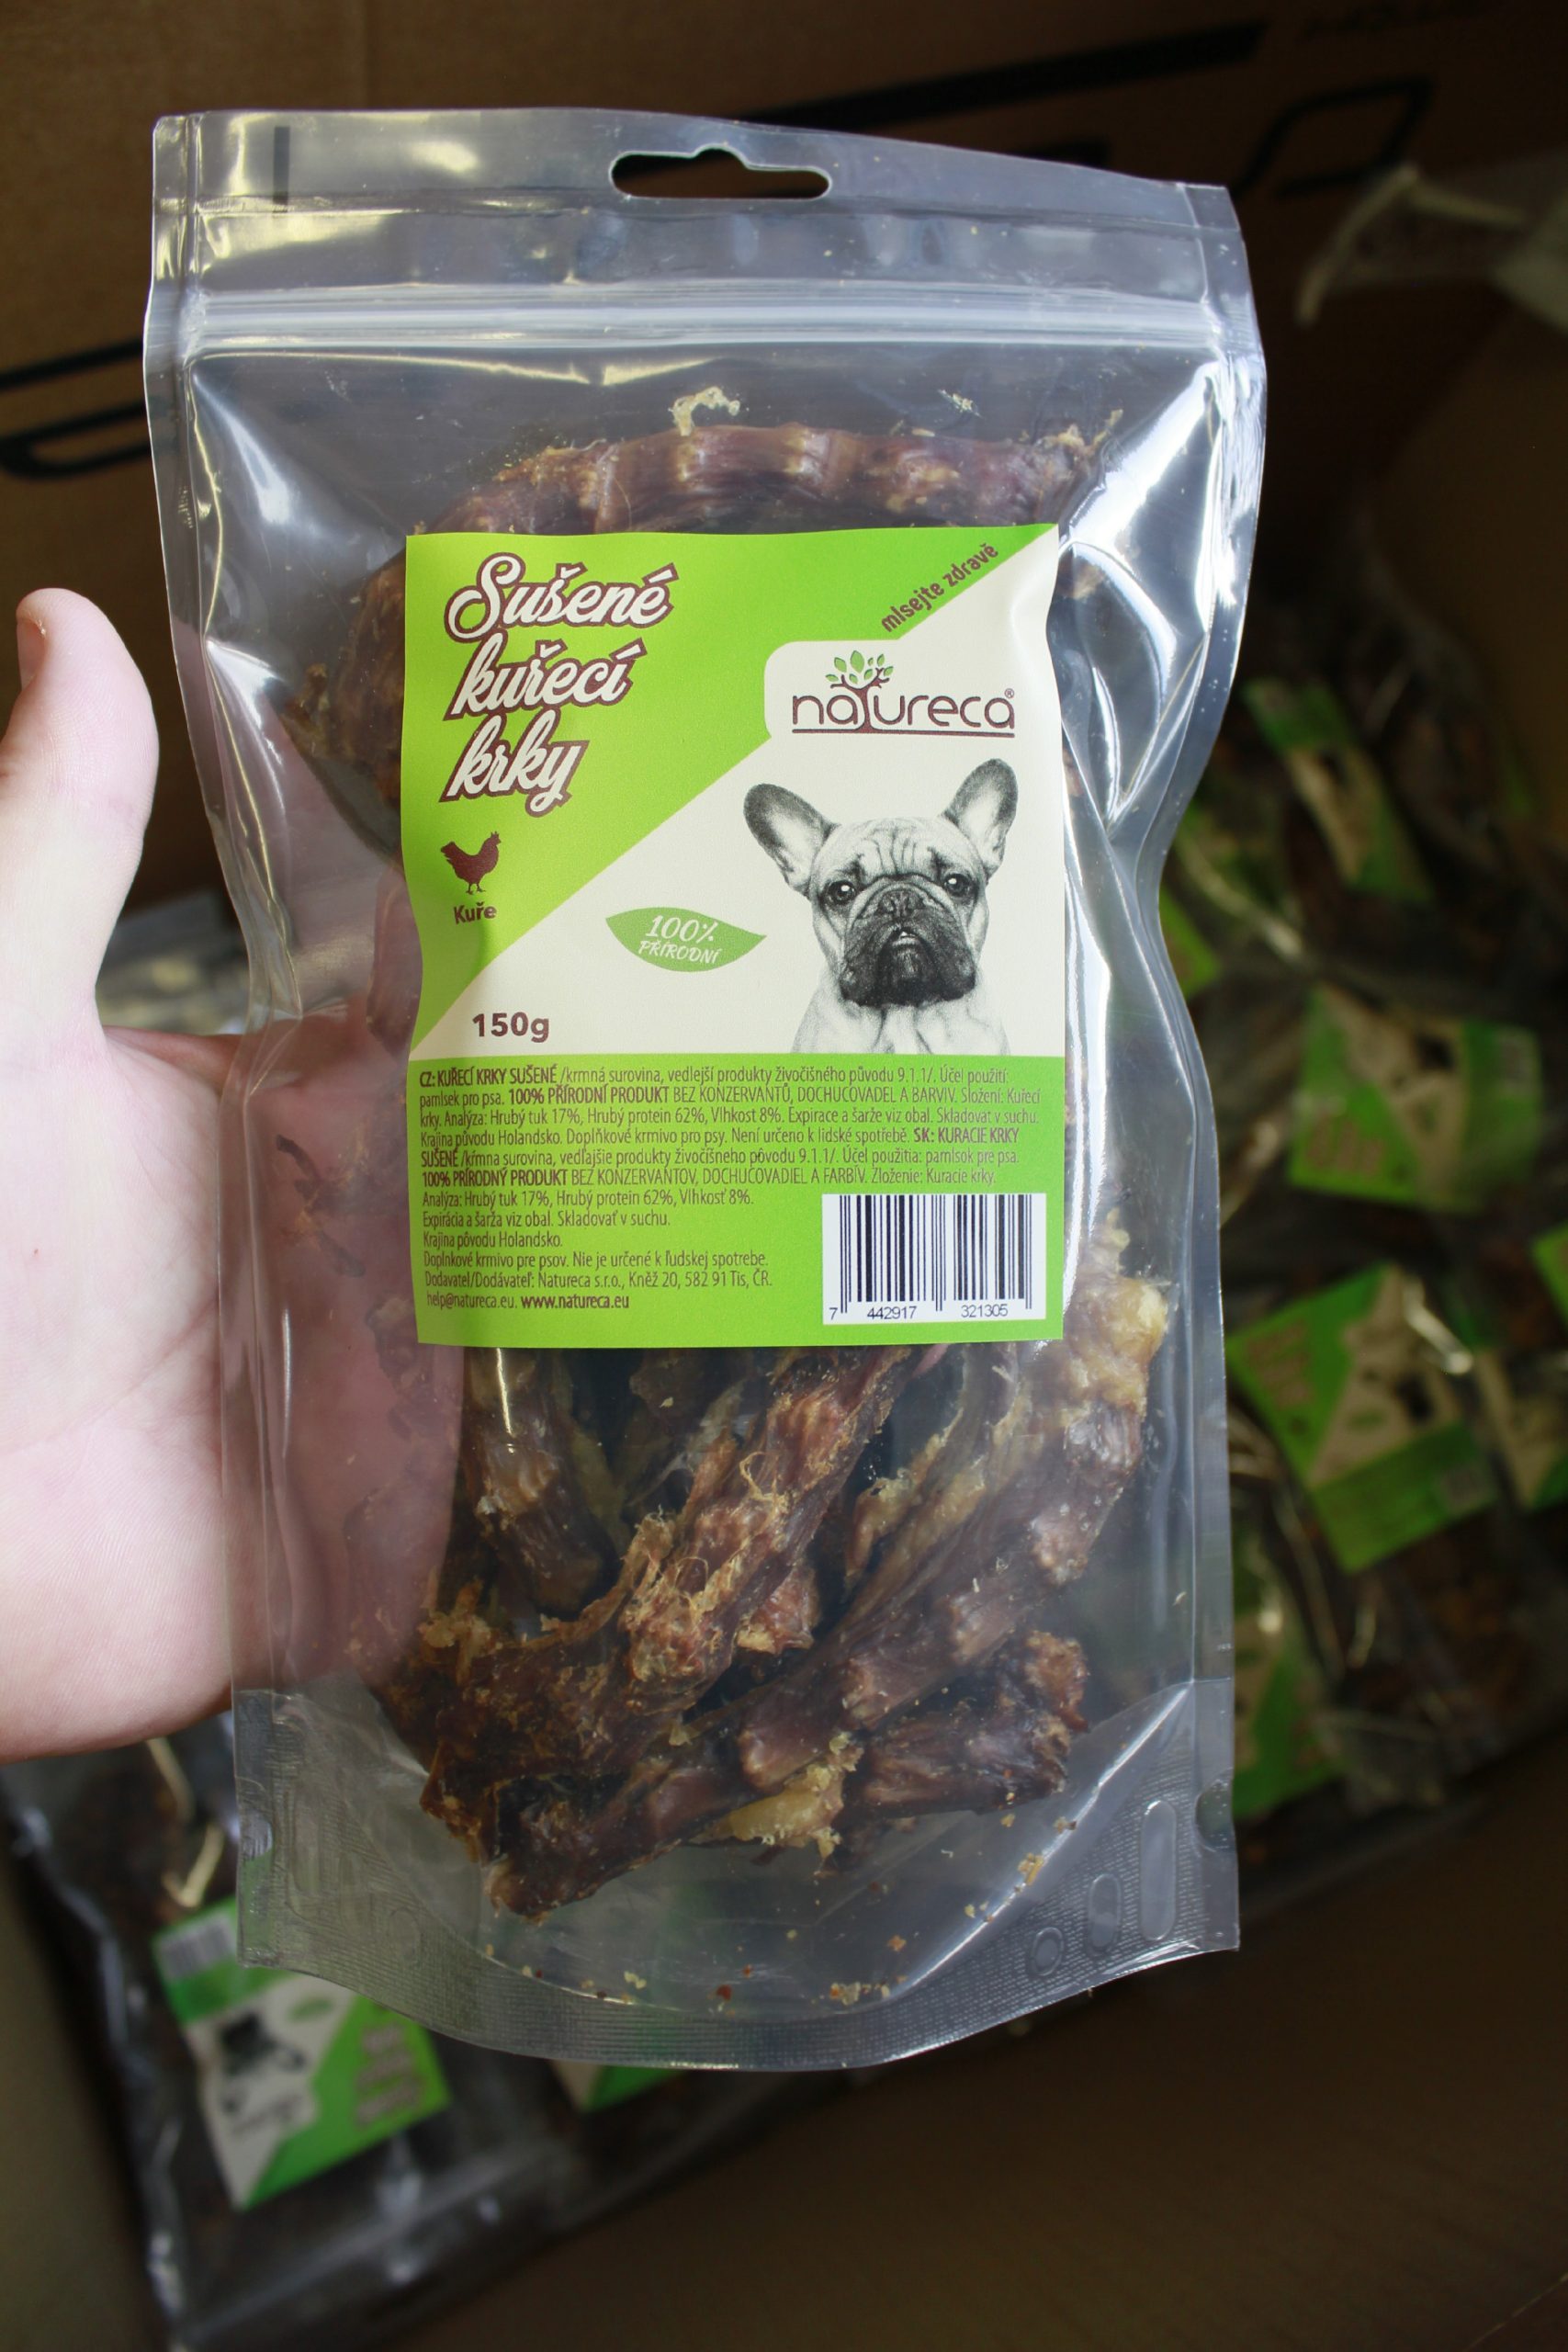 Sušené
kuřecí
krky
mlsejte zdravě
natureca®
Kuře
100%
PŘÍRODNÍ
150g
CZ: KUŘECÍ KRKY SUŠENÉ /krmná surovina, vedlejší produkty živočišného původu 9.1.1/. Účel použití:
pamlsek pro psa. 100% PŘÍRODNÍ PRODUKT BEZ KONZERVANTŮ, DOCHUCOVADEL A BARVIV. Složení: Kuřecí
krky. Analýza: Hrubý tuk 17%, Hrubý protein 62%, Vlhkost 8%. Expirace a šarže viz obal. Skladovat v suchu.
Krajina původu Holandsko. Doplňkové krmivo pro psy. Není určeno k lidské spotřebě. SK: KURACIE KRKY
SUŠENÉ /kŕmna surovina, vedľajšie produkty živočíšneho pôvodu 9.1.1/. Účel použitia: pamlsok pre psa.
100% PRÍRODNÝ PRODUKT BEZ KONZERVANTOV, DOCHUCOVADIEL A FARBÍV. Zloženie: Kuracie krky.
Analýza: Hrubý tuk 17%, Hrubý protein 62%, Vlhkosť 8%.
Expirácia a šarža viz obal. Skladovať v suchu.
Krajina pôvodu Holandsko.
Doplnkové krmivo pre psov. Nie je určené k ľudskej spotrebe.
Dodavatel/Dodávateľ: Natureca s.r.o., Kněž 20, 582 91 Tis, ČR.
help@natureca.eu. www.natureca.eu
7 442917 321305